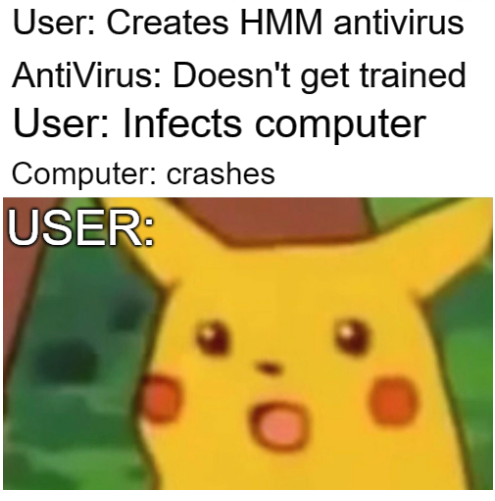 User: Creates HMM antivirus
AntiVirus: Doesn't get trained
User: Infects computer
Computer: crashes
USER: